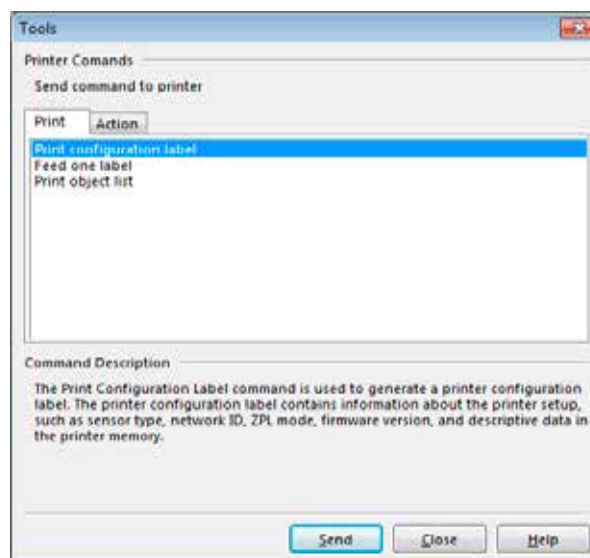 Tools
Printer Comands
Send command to printer
Print
Action
Print configuration label
Feed one label
Print object list
Command Description
The Print Configuration Label command is used to generate a printer configuration
label. The printer configuration label contains information about the printer setup,
such as sensor type, network ID, ZPL mode, firmware version, and descriptive data in
the printer memory.
Send
Close
Help